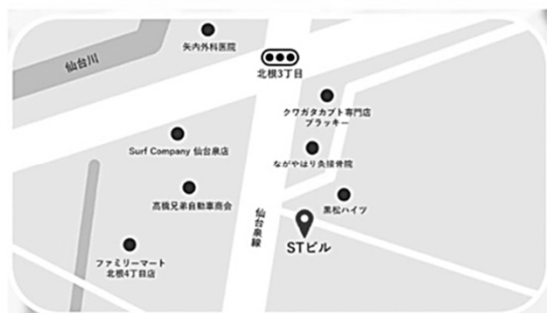 矢内外科医院
仙台川
北根3丁目
クワガタカブト専門店
ブラッキー
Surf Company 仙台泉店
ながやはり灸接骨院
高橋兄弟自動車商会
黒松ハイツ
仙台泉線
STビル
ファミリーマート
北根4丁目店